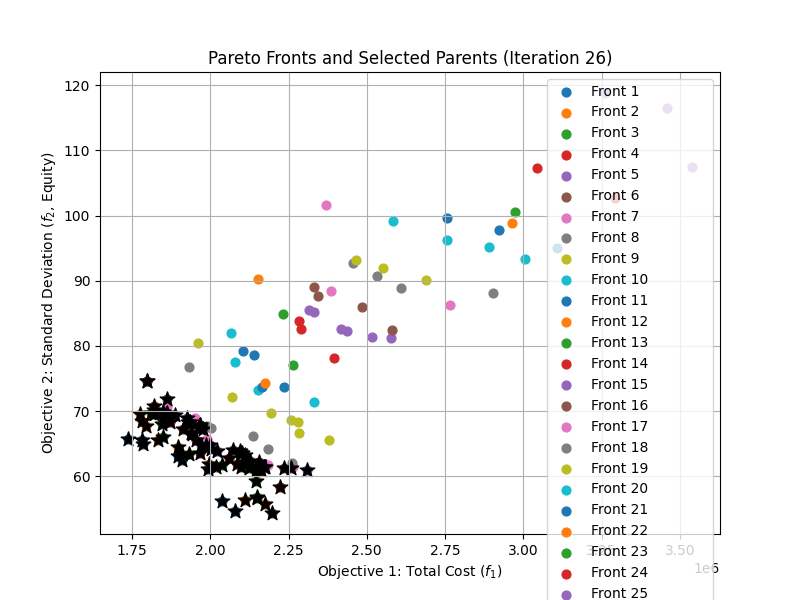 Pareto Fronts and Selected Parents (Iteration 26)
Objective 2: Standard Deviation (f₂, Equity)
120
110
100
90
80
70
60
1.75
2.00
2.25
2.50
2.75
3.00
3.25
3.50
1e6
Objective 1: Total Cost (f₁)
Front 1
Front 2
Front 3
Front 4
Front 5
Front 6
Front 7
Front 8
Front 9
Front 10
Front 11
Front 12
Front 13
Front 14
Front 15
Front 16
Front 17
Front 18
Front 19
Front 20
Front 21
Front 22
Front 23
Front 24
Front 25